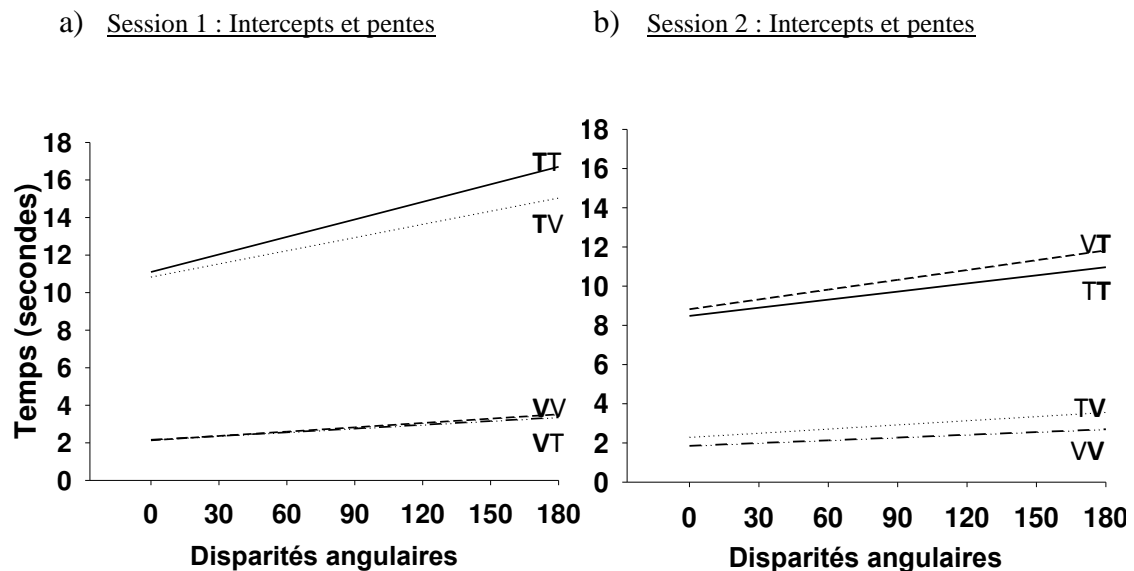 a) Session 1 : Intercepts et pentes
b) Session 2 : Intercepts et pentes
Temps (secondes)
18
16
14
12
10
8
6
4
2
0
TT
TV
VV
VT
0 30 60 90 120 150 180
Disparités angulaires
18
16
14
12
10
8
6
4
2
0
VT
TT
TV
VV
0 30 60 90 120 150 180
Disparités angulaires